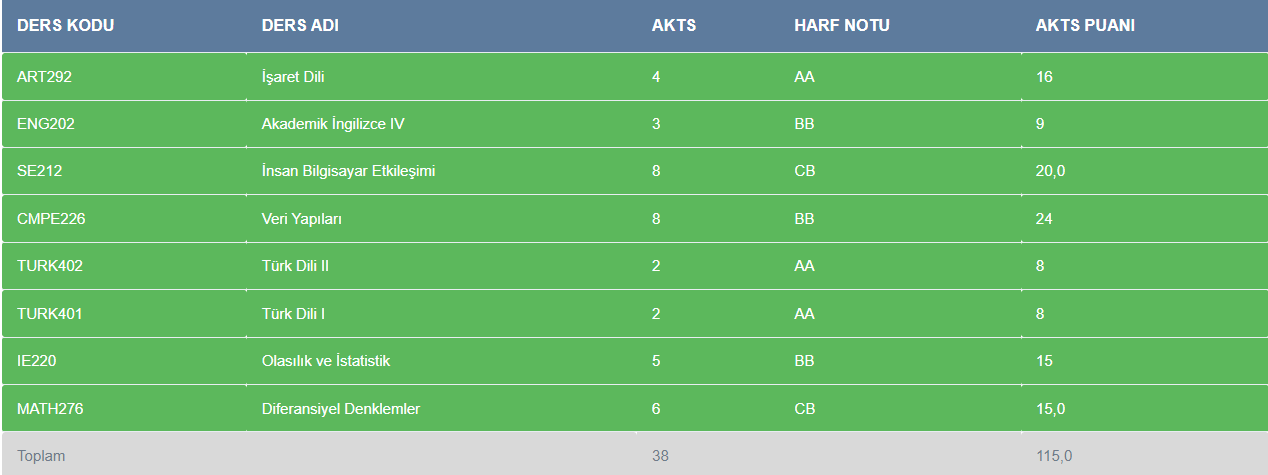 DERS KODU DERS ADI AKTS HARF NOTU AKTS PUANI
ART292 İşaret Dili 4 AA 16
ENG202 Akademik İngilizce IV 3 BB 9
SE212 İnsan Bilgisayar Etkileşimi 8 CB 20,0
CMPE226 Veri Yapıları 8 BB 24
TURK402 Türk Dili II 2 AA 8
TURK401 Türk Dili I 2 AA 8
IE220 Olasılık ve İstatistik 5 BB 15
MATH276 Diferansiyel Denklemler 6 CB 15,0
Toplam 38 115,0